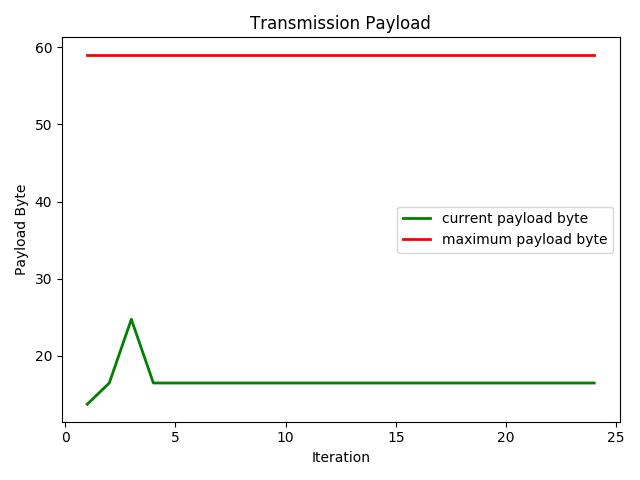 Transmission Payload
60
50
40
30
20
Payload Byte
current payload byte
maximum payload byte
0
5
10
15
20
25
Iteration